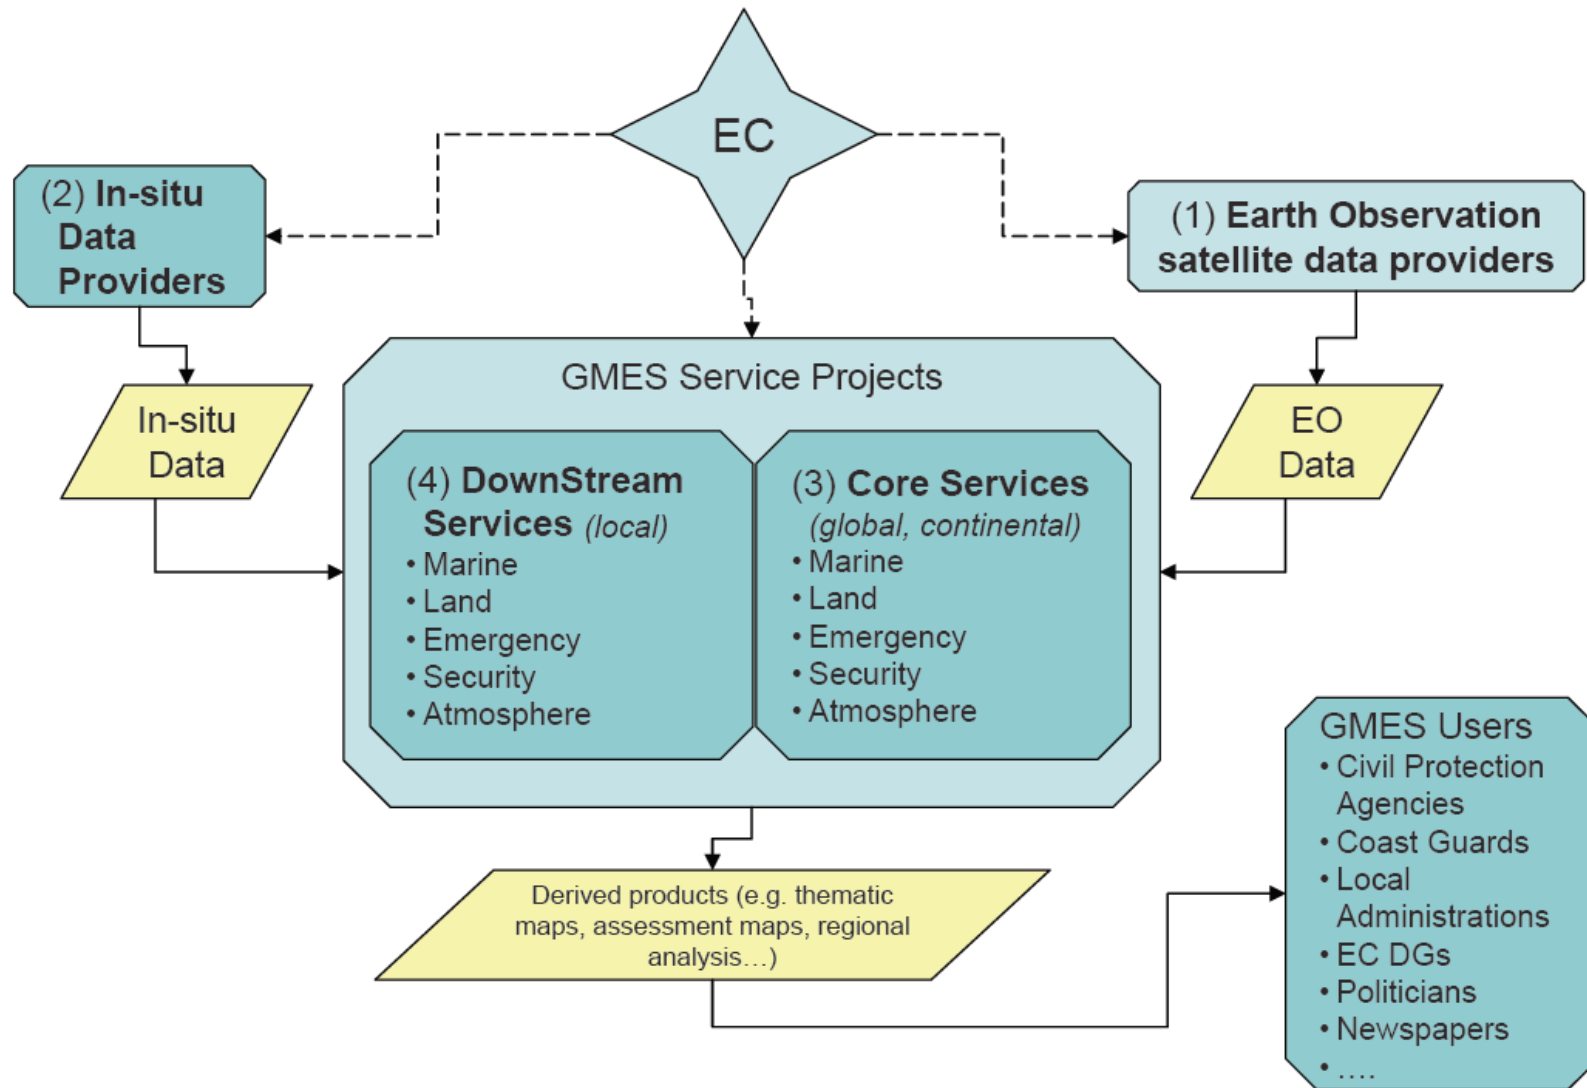 EC
(2) In-situ
Data
Providers
(1) Earth Observation
satellite data providers
GMES Service Projects
In-situ
Data
EO
Data
(4) DownStream
Services (local)
• Marine
• Land
• Emergency
• Security
• Atmosphere
(3) Core Services
(global, continental)
• Marine
• Land
• Emergency
• Security
• Atmosphere
Derived products (e.g. thematic
maps, assessment maps, regional
analysis…)
GMES Users
• Civil Protection
Agencies
• Coast Guards
• Local
Administrations
• EC DGs
• Politicians
• Newspapers
• ….